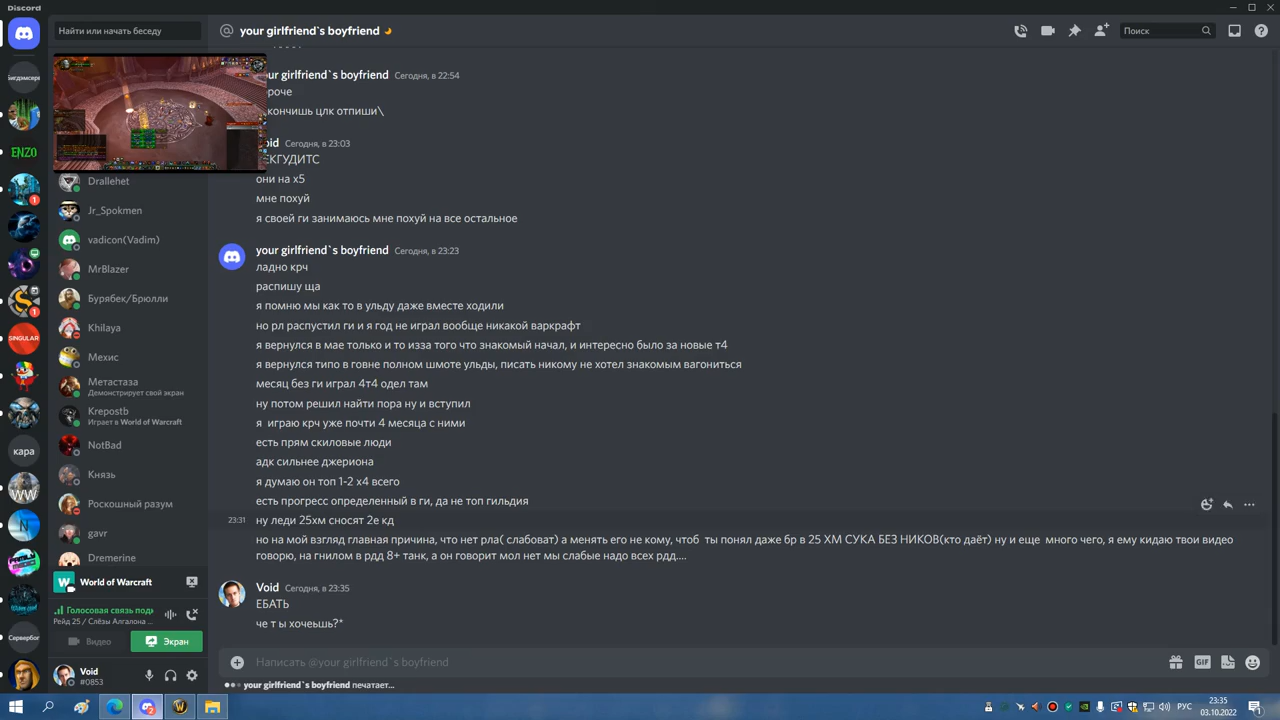 Discord
Найти или начать беседу
your girlfriend`s boyfriend
Поиск
ENZO
SINGULAR
кара
WW
Drallehet
Jr_Spokmen
vadicon(Vadim)
MrBlazer
Бурябек/Брюлли
Khilaya
Мехис
Метастаза
Демонстрирует свой экран
Krepostb
Играет в World of Warcraft
NotBad
Князь
Роскошный разум
gavr
Dremerine
World of Warcraft
Голосовая связь подк
Рейд 25 / Слёзы Алгалона ...
Видео
Экран
Void
#0853
your girlfriend`s boyfriend Сегодня, в 22:54
ороче
кончишь цлк отпиши\
oid Сегодня, в 23:03
КГУДИТС
они на х5
мне похуй
я своей ги занимаюсь мне похуй на все остальное
your girlfriend`s boyfriend Сегодня, в 23:23
ладно крч
распишу ща
я помню мы как то в ульду даже вместе ходили
но рл распустил ги и я год не играл вообще никакой варкрафт
я вернулся в мае только и то изза того что знакомый начал, и интересно было за новые т4
я вернулся типо в говне полном шмоте ульды, писать никому не хотел знакомым вагониться
месяц без ги играл 4т4 одел там
ну потом решил найти пора ну и вступил
я играю крч уже почти 4 месяца с ними
есть прям скиловые люди
адк сильнее джериона
я думаю он топ 1-2 х4 всего
есть прогресс определенный в ги, да не топ гильдия
23:31 ну леди 25хм сносят 2е кд
но на мой взгляд главная причина, что нет рла( слабоват) а менять его не кому, чтоб ты понял даже бр в 25 ХМ СУКА БЕЗ НИКОВ(кто даёт) ну и еще много чего, я ему кидаю твои видео
говорю, на гнилом в рдд 8+ танк, а он говорит мол нет мы слабые надо всех рдд....
Void Сегодня, в 23:35
ЕБАТЬ
че т ы хочеьшь?*
Написать @your girlfriend`s boyfriend
GIF
your girlfriend`s boyfriend печатает...
РУС
23:35
03.10.2022